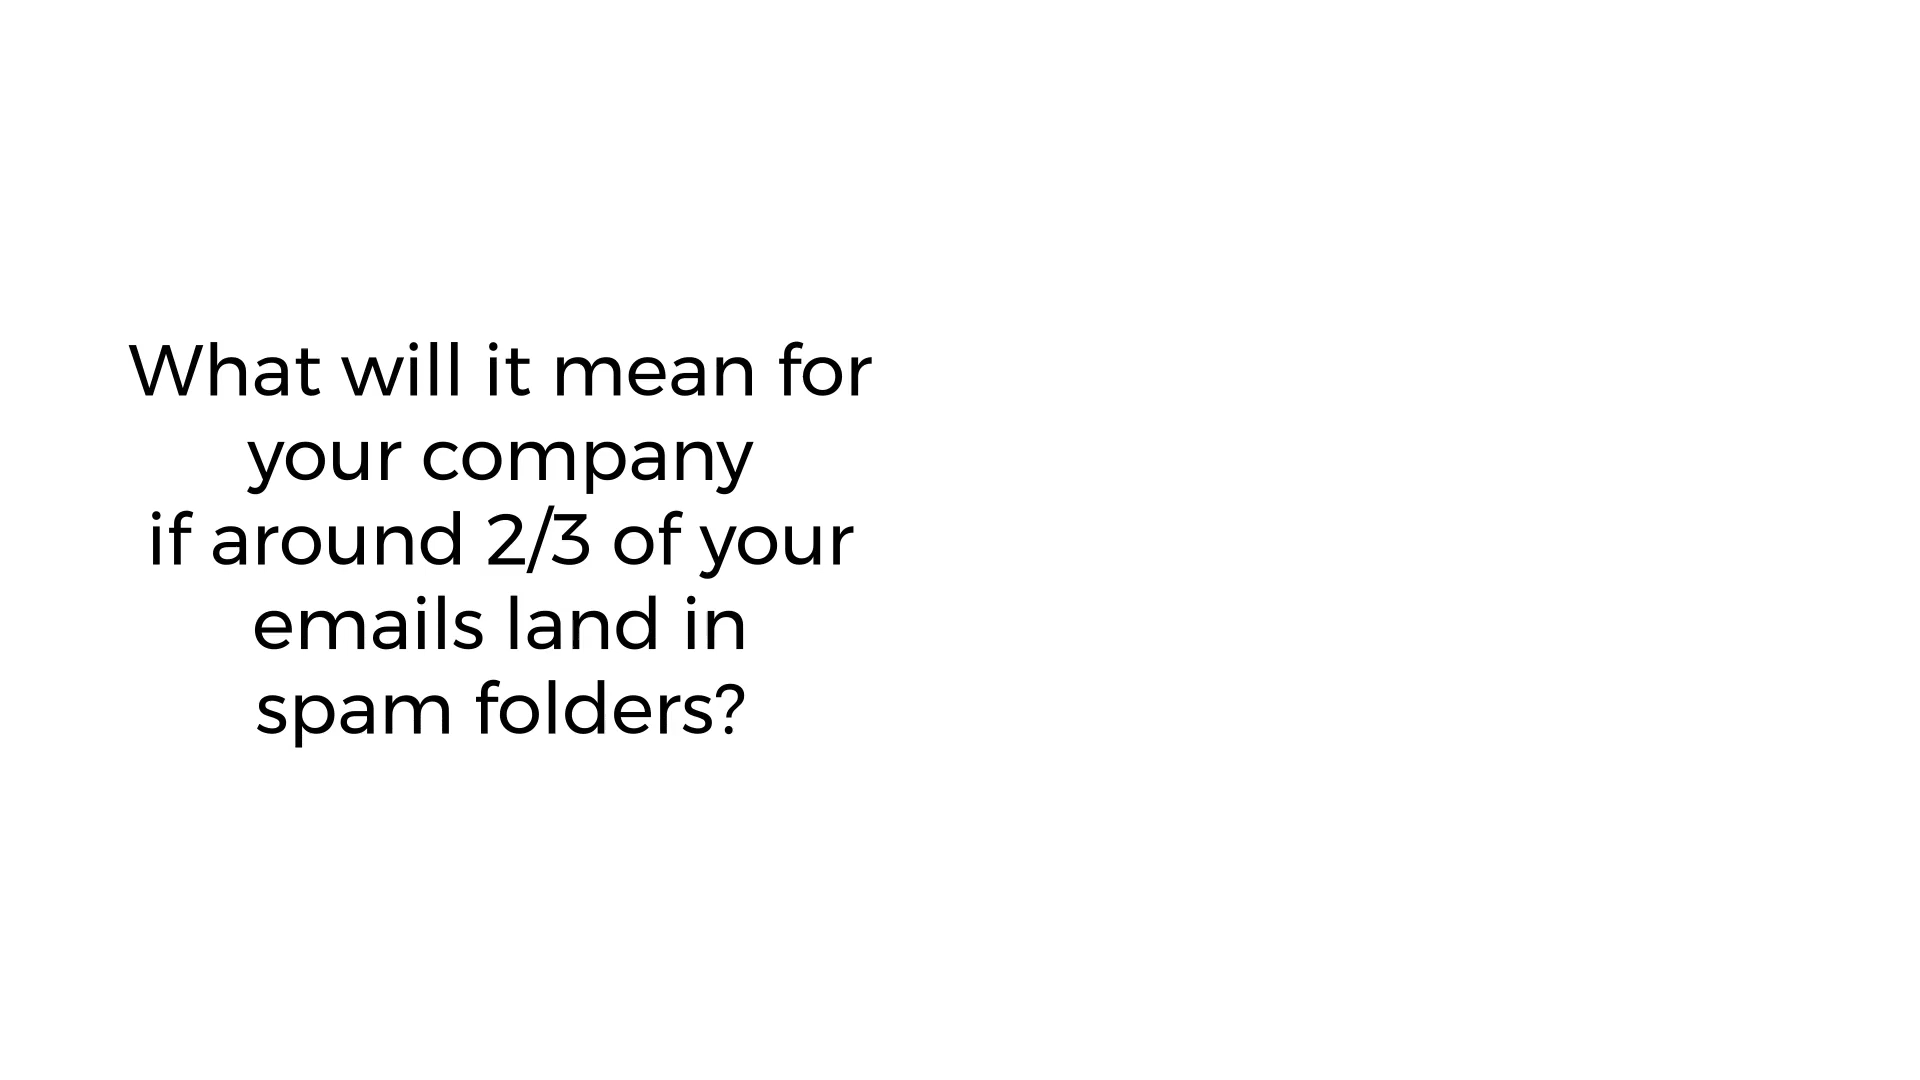 What will it mean for
your company
if around 2/3 of your
emails land in
spam folders?